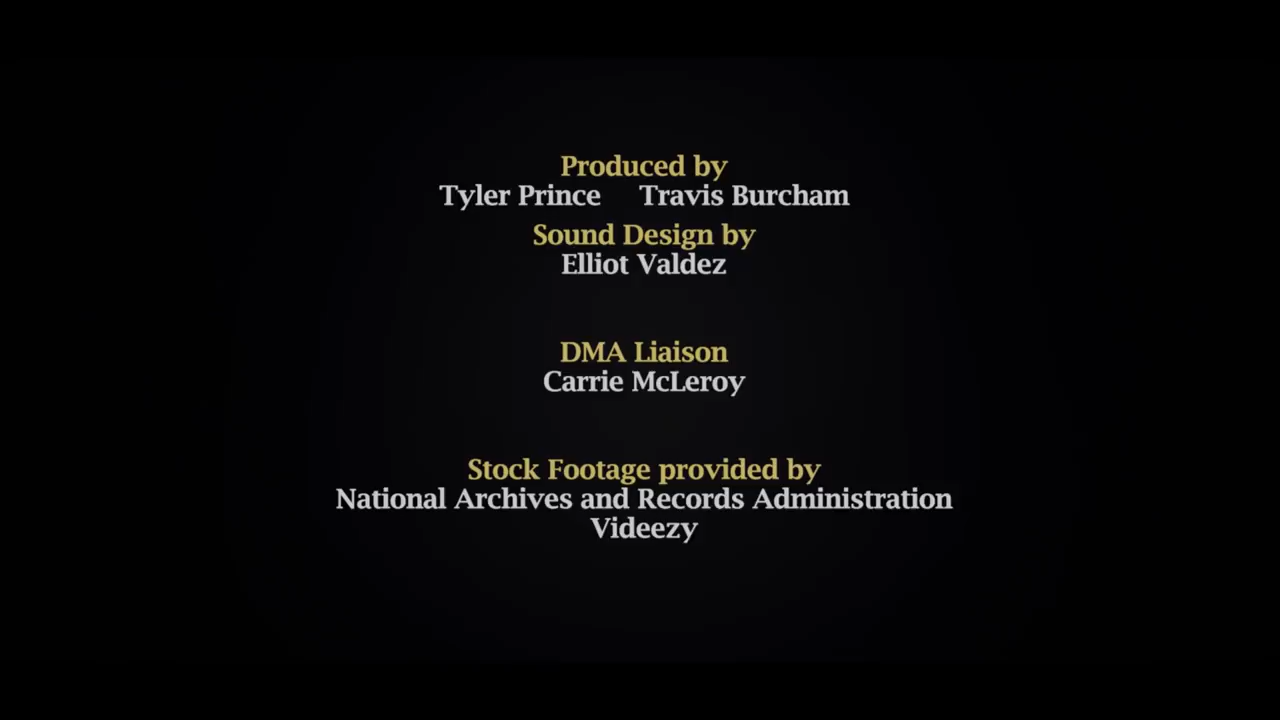 Produced by
Tyler Prince Travis Burcham
Sound Design by
Elliot Valdez
DMA Liaison
Carrie McLeroy
Stock Footage provided by
National Archives and Records Administration
Videezy